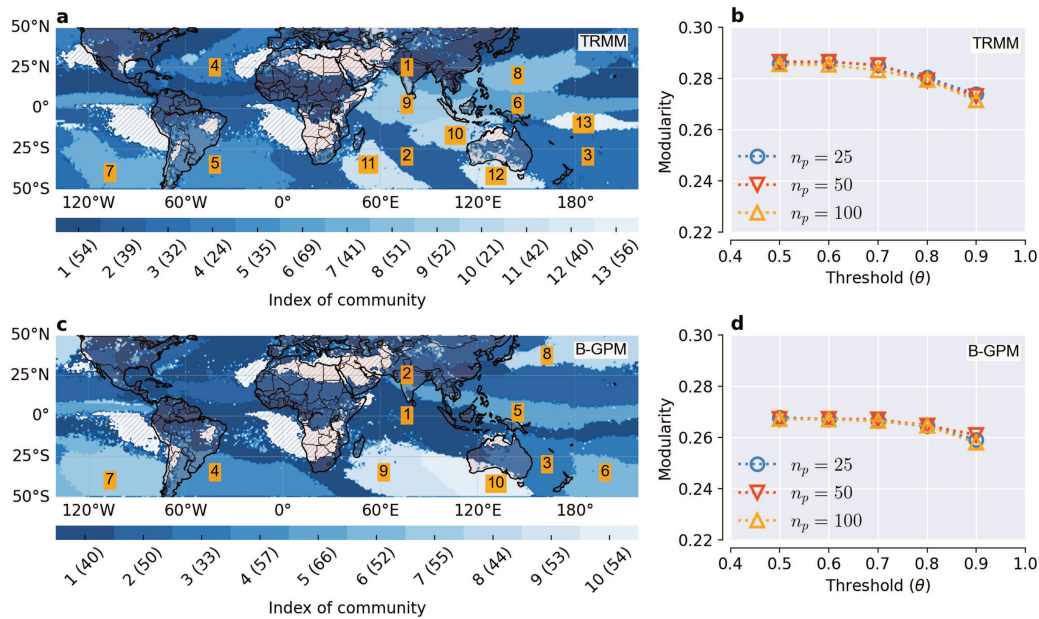 a
50°N
25°N
0°
25°S
50°S
TRMM
4
1
8
9
6
10
13
11
2
3
7
5
12
120°W 60°W 0° 60°E 120°E 180°
1 (54) 2 (39) 3 (32) 4 (24) 5 (35) 6 (69) 7 (41) 8 (51) 9 (52) 10 (21) 11 (42) 12 (40) 13 (56)
Index of community
b
TRMM
Modularity
0.30
0.28
0.26
0.24
0.22
n_p = 25
n_p = 50
n_p = 100
0.4 0.5 0.6 0.7 0.8 0.9 1.0
Threshold (θ)
c
50°N
25°N
0°
25°S
50°S
B-GPM
8
2
1
5
7
4
9
3
6
10
120°W 60°W 0° 60°E 120°E 180°
1 (40) 2 (50) 3 (33) 4 (57) 5 (66) 6 (52) 7 (55) 8 (44) 9 (53) 10 (54)
Index of community
d
B-GPM
Modularity
0.30
0.28
0.26
0.24
0.22
n_p = 25
n_p = 50
n_p = 100
0.4 0.5 0.6 0.7 0.8 0.9 1.0
Threshold (θ)